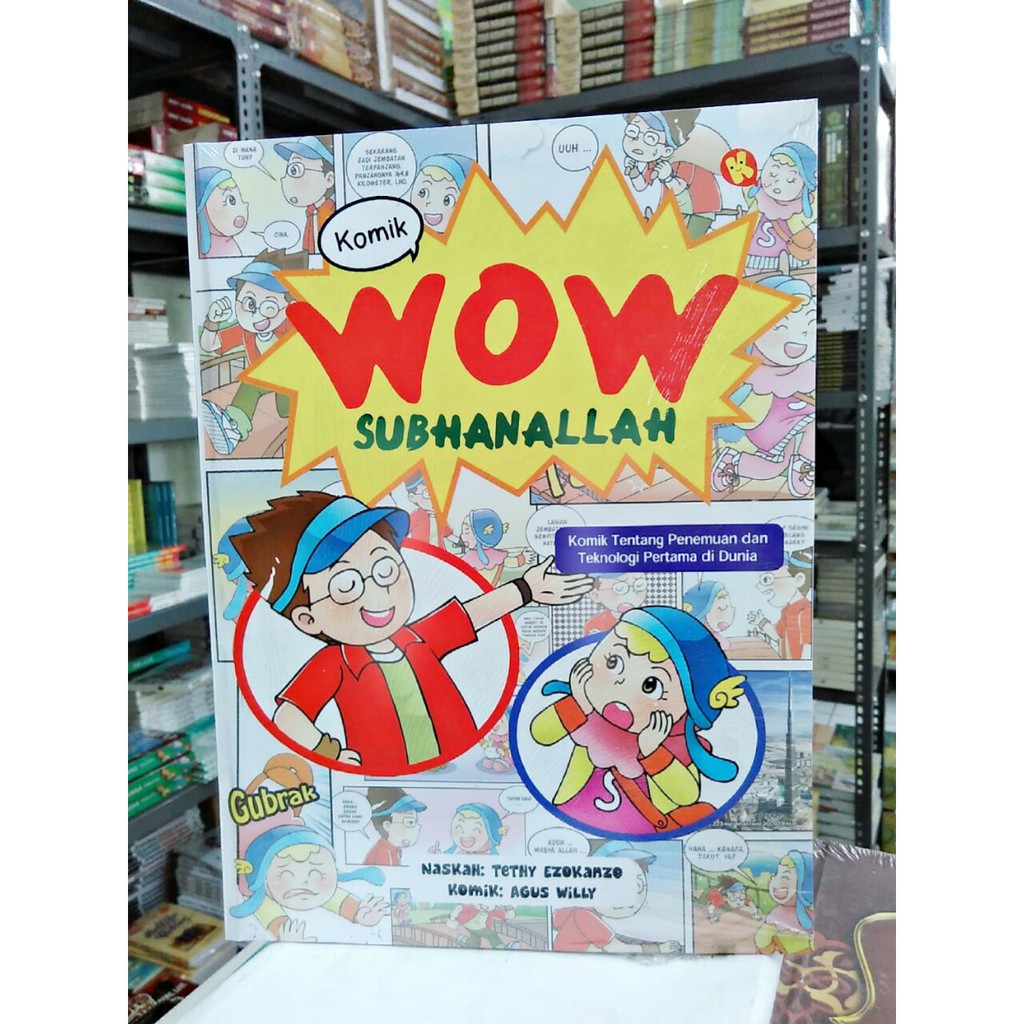 DI MANA
TUH?
SEKARANG
JADI JEMBATAN
TERPANJANG.
PANJANGNYA 164,8
KILOMETER, LHO.
UUH ...
CINA.
Komik
WOW
SUBHANALLAH
S
Komik Tentang Penemuan dan
Teknologi Pertama di Dunia
S
Gubrak
ADUH ...
MASYA ALLAH ...
HAHA ... KENAPA
TAKUT, YA?
NASKAH: TETHY EZOKANZO
KOMIK: AGUS WILLY